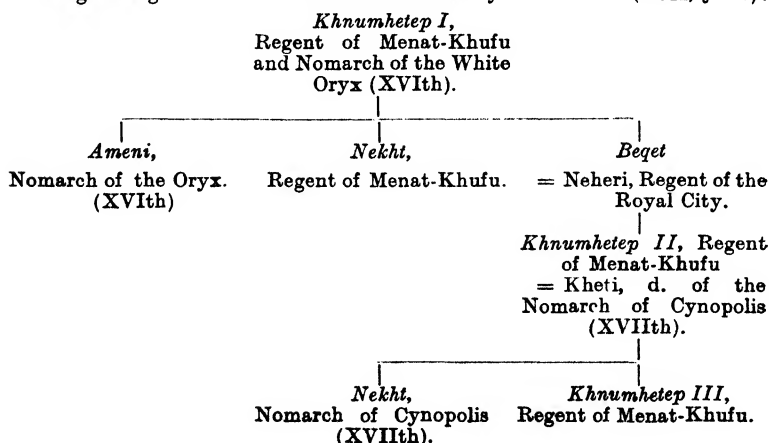 Khnumhetep I,
Regent of Menat-Khufu
and Nomarch of the White
Oryx (XVIth).
Ameni,
Nomarch of the Oryx.
(XVIth)
Nekht,
Regent of Menat-Khufu.
Beqet
= Neheri, Regent of the
Royal City.
Khnumhetep II, Regent
of Menat-Khufu
= Kheti, d. of the
Nomarch of Cynopolis
(XVIIth).
Nekht,
Nomarch of Cynopolis
(XVIIth).
Khnumhetep III,
Regent of Menat-Khufu.